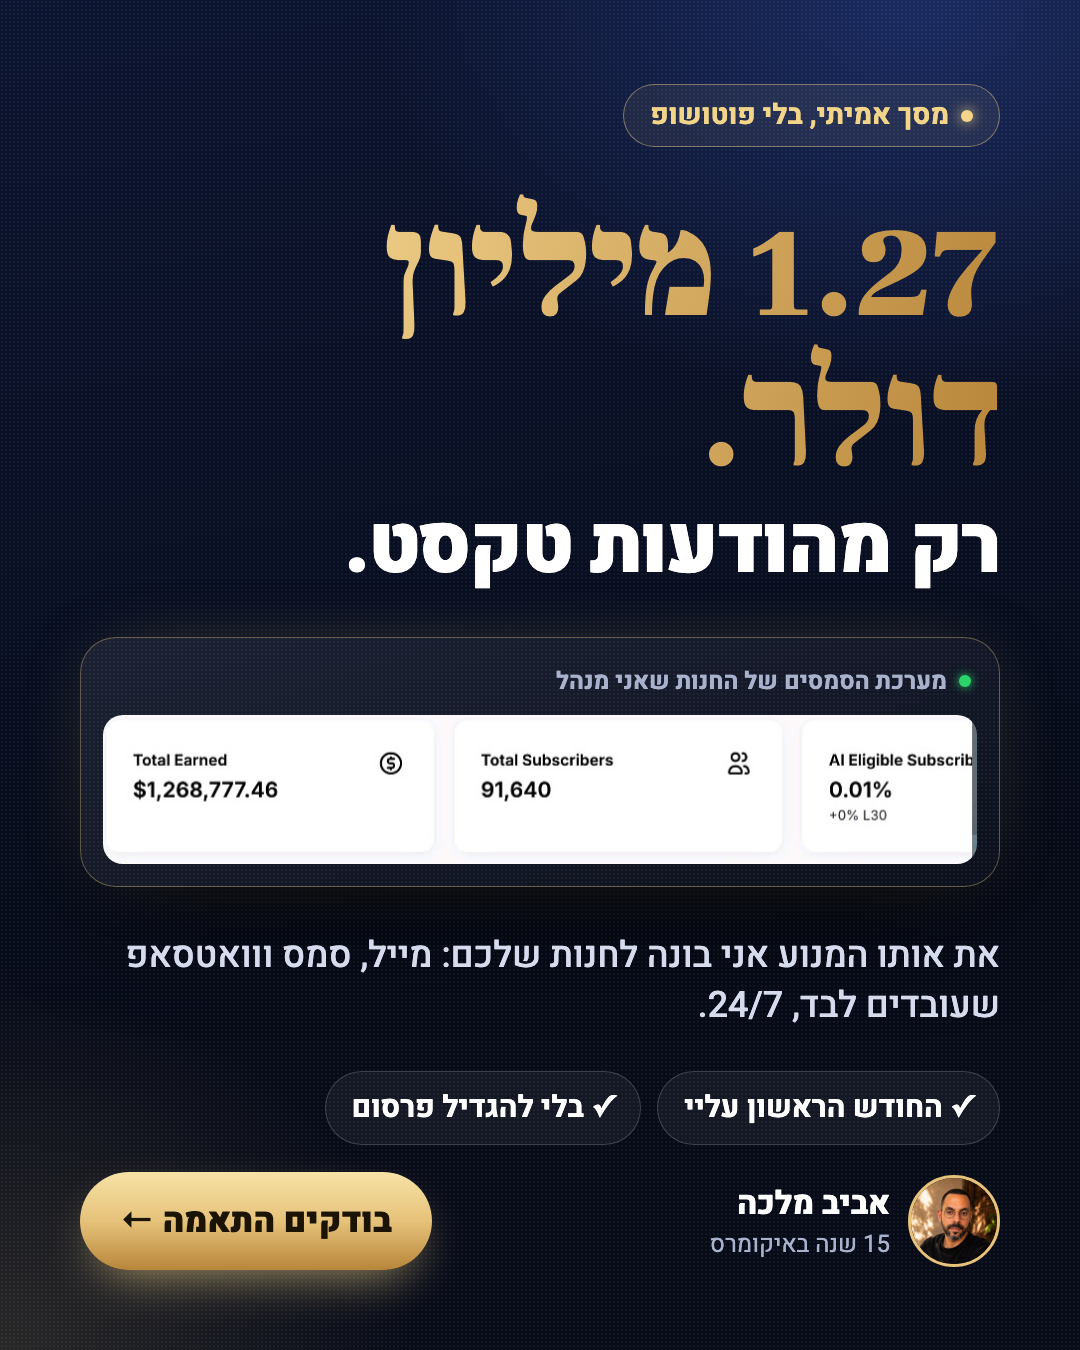 מסך אמיתי, בלי פוטושופ
1.27 מיליון
דולר.
רק מהודעות טקסט.
מערכת הסמסים של החנות שאני מנהל
Total Earned
$1,268,777.46
Total Subscribers
91,640
AI Eligible Subscrib
0.01%
+0% L30
את אותו המנוע אני בונה לחנות שלכם: מייל, סמס ווואטסאפ
שעובדים לבד, 24/7.
✓ החודש הראשון עליי
✓ בלי להגדיל פרסום
אביב מלכה
15 שנה באיקומרס
בודקים התאמה ←